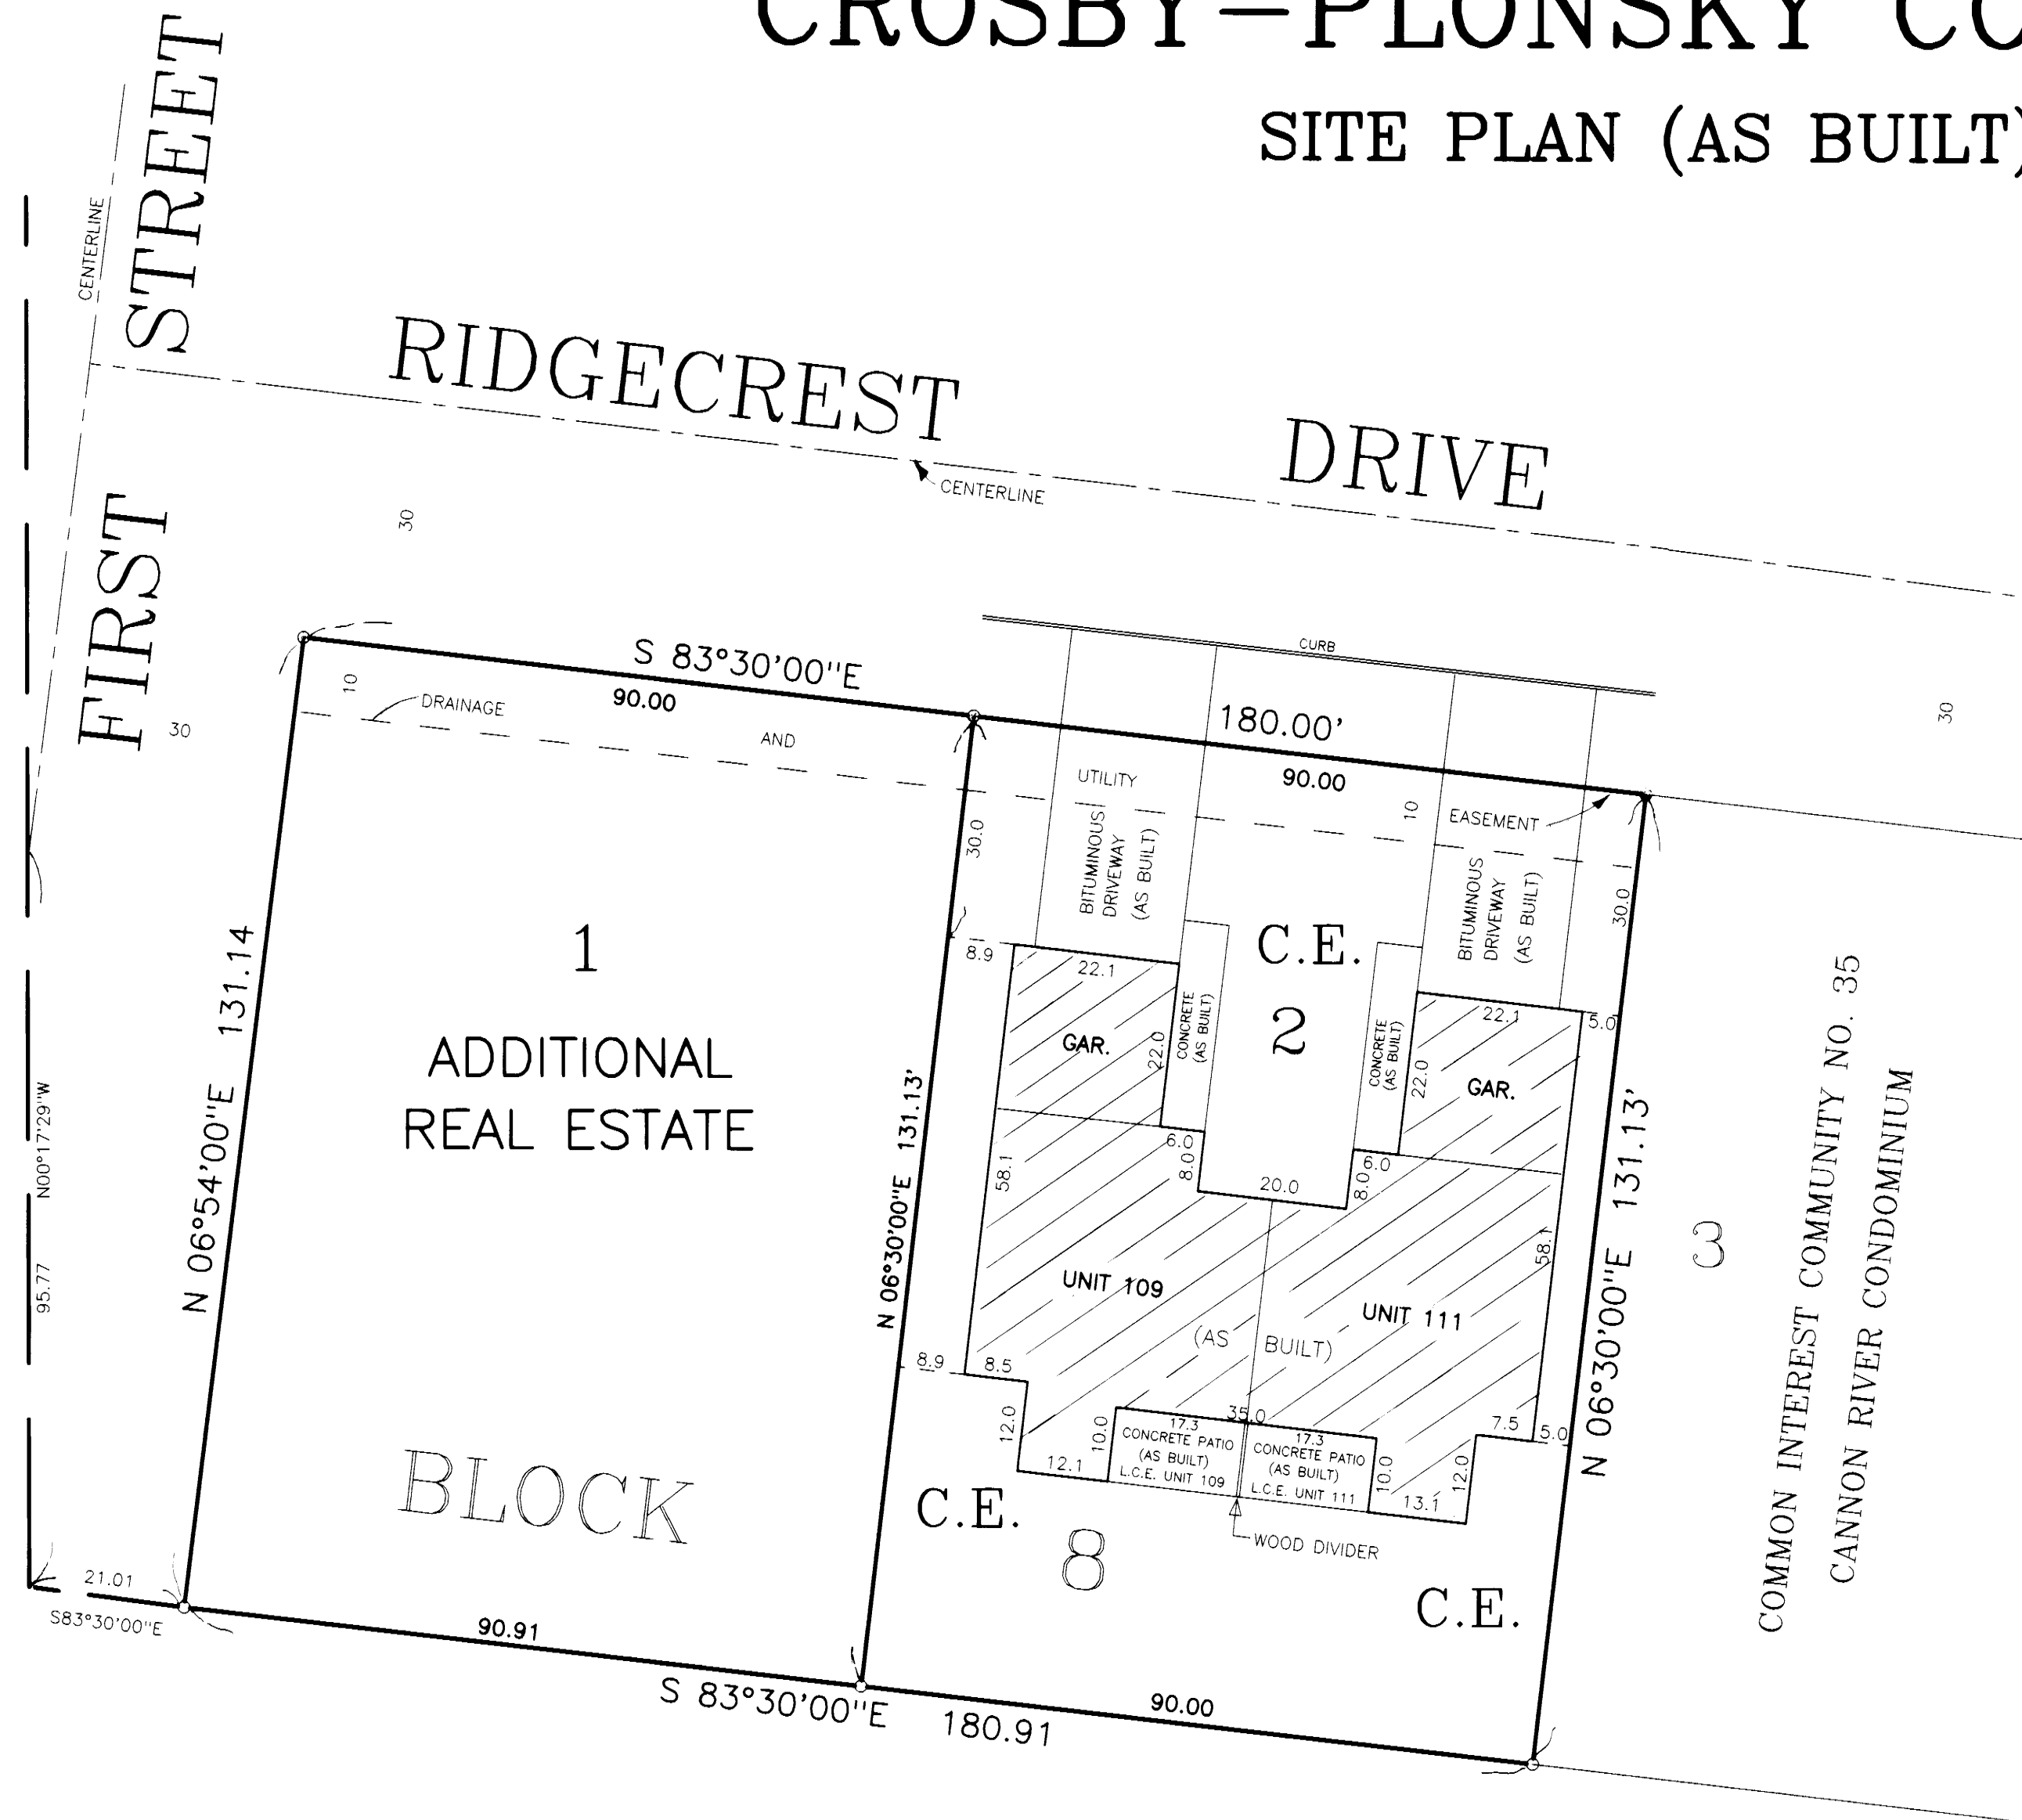 CROSBY-PLONSKY CO
SITE PLAN (AS BUILT)
FIRST STREET
CENTERLINE
RIDGECREST DRIVE
CENTERLINE
30
30
30
CURB
S 83°30'00"E
180.00'
90.00
90.00
10
DRAINAGE
AND
UTILITY
10
EASEMENT
30.0
BITUMINOUS
DRIVEWAY
(AS BUILT)
BITUMINOUS
DRIVEWAY
(AS BUILT)
30.0
N 06°54'00"E 131.14
1
ADDITIONAL
REAL ESTATE
BLOCK
N 06°30'00"E 131.13'
C.E.
2
8.9
22.1
GAR.
22.0
CONCRETE
(AS BUILT)
CONCRETE
(AS BUILT)
22.0
22.1
GAR.
5.0
6.0
8.0
20.0
8.0
6.0
58.1
58.1
UNIT 109
UNIT 111
(AS BUILT)
8.9
8.5
12.0
12.1
10.0
35.0
17.3
CONCRETE PATIO
(AS BUILT)
L.C.E. UNIT 109
17.3
CONCRETE PATIO
(AS BUILT)
L.C.E. UNIT 111
10.0
13.1
12.0
7.5
5.0
WOOD DIVIDER
C.E.
8
C.E.
N 06°30'00"E 131.13'
3
COMMON INTEREST COMMUNITY NO. 35
CANNON RIVER CONDOMINIUM
95.77 N00°17'29"W
21.01
S83°30'00"E
90.91
S 83°30'00"E 180.91
90.00